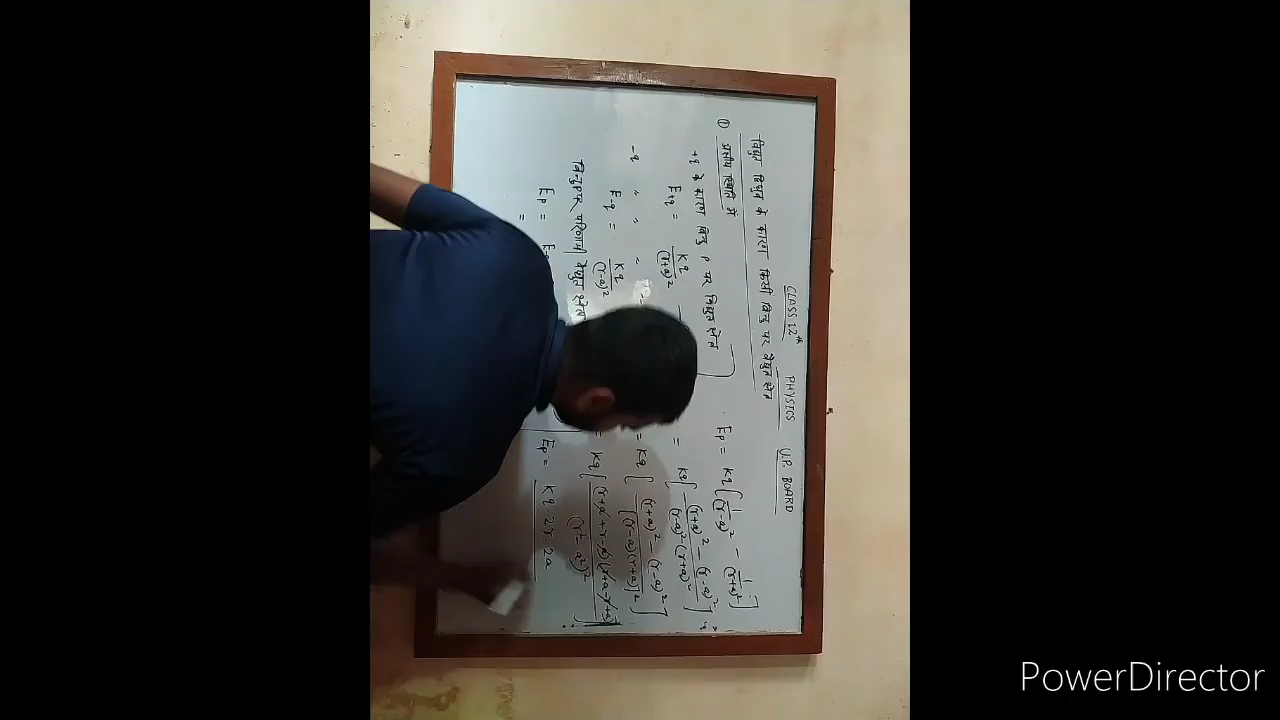 CLASS 12th PHYSICS U.P. BOARD
विद्युत द्विध्रुव के कारण किसी बिन्दु पर वैद्युत क्षेत्र
① अक्षीय स्थिति में
+q के कारण बिन्दु P पर विद्युत क्षेत्र
E+q = Kq/(r+a)²
-q " " "
E-q = Kq/(r-a)²
बिन्दु P पर परिणामी वैद्युत क्षेत्र
Ep =
=
Ep = Kq [1/(r-a)² - 1/(r+a)²]
= Kq [(r+a)² - (r-a)²/(r-a)²(r+a)²]
= Kq [(r+a)² - (r-a)²/[(r-a)(r+a)]²]
= Kq [(r+a+r-a)(r+a-r+a)/(r²-a²)²]
Ep = Kq·2r·2a
PowerDirector